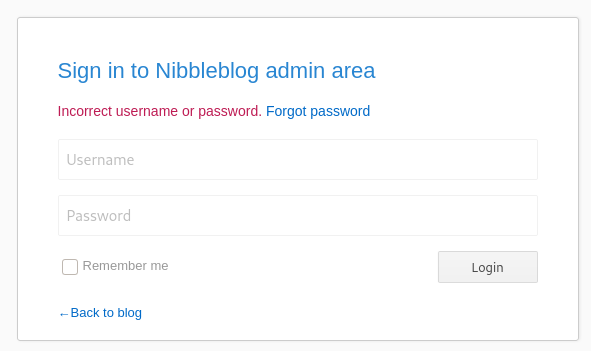 Sign in to Nibbleblog admin area
Incorrect username or password. Forgot password
Username
Password
Remember me
Login
←Back to blog